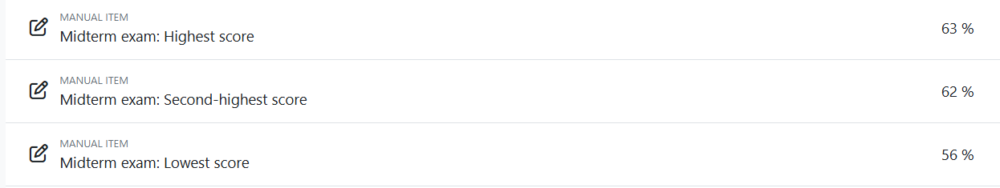 MANUAL ITEM
Midterm exam: Highest score
63 %
MANUAL ITEM
Midterm exam: Second-highest score
62 %
MANUAL ITEM
Midterm exam: Lowest score
56 %